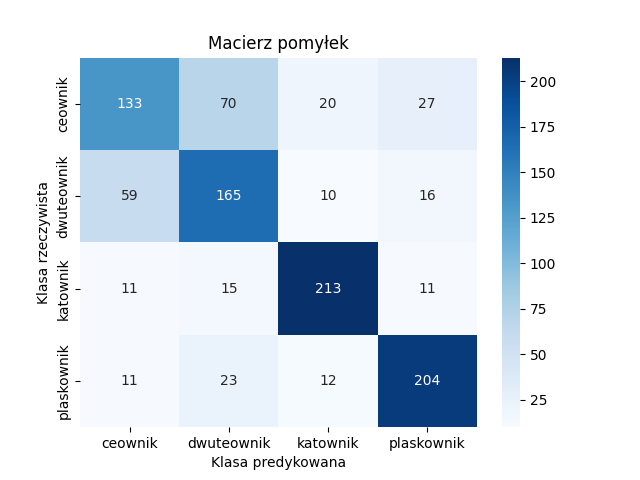 Macierz pomyłek
Klasa rzeczywista
ceownik 133 70 20 27
dwuteownik 59 165 10 16
katownik 11 15 213 11
plaskownik 11 23 12 204
ceownik dwuteownik katownik plaskownik
Klasa predykowana
200
175
150
125
100
75
50
25